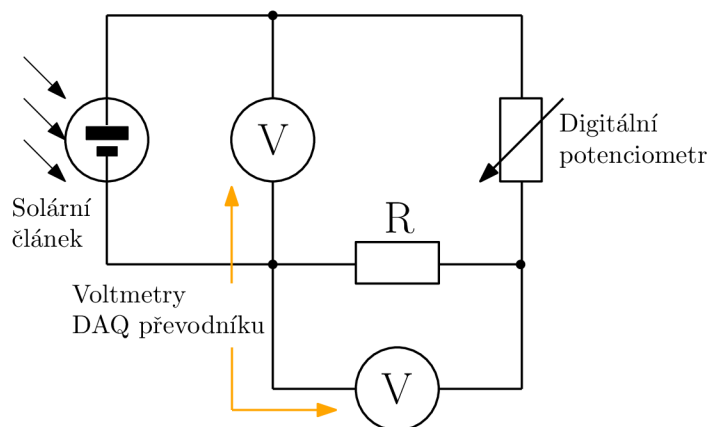 V
Digitální
potenciometr
Solární
článek
R
Voltmetry
DAQ převodníku
V